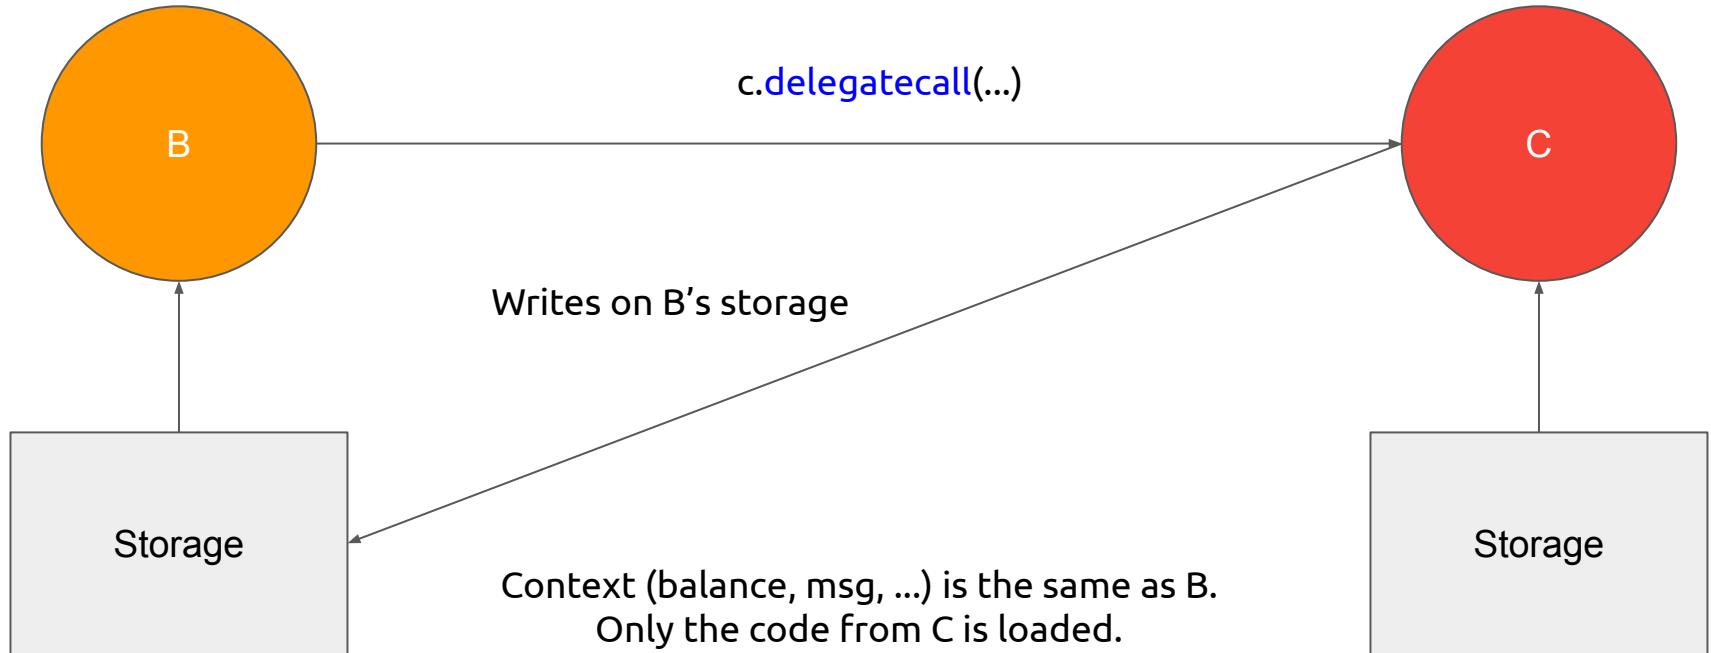 c.delegatecall(...)
B
C
Writes on B’s storage
Storage
Storage
Context (balance, msg, ...) is the same as B.
Only the code from C is loaded.